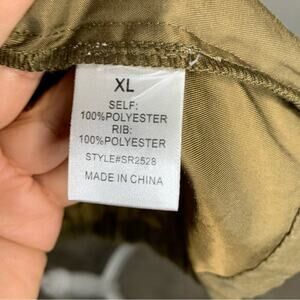 XL
SELF:
100%POLYESTER
RIB:
100%POLYESTER
STYLE#SR2528
MADE IN CHINA